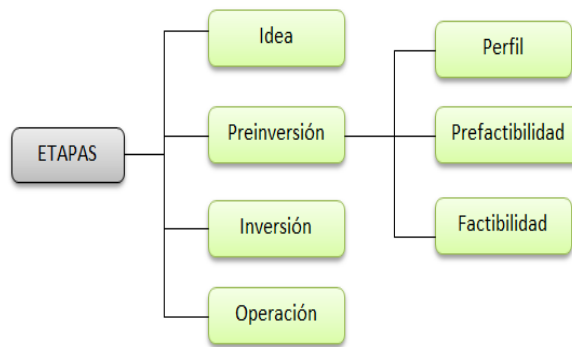 ETAPAS
Idea
Preinversión
Inversión
Operación
Perfil
Prefactibilidad
Factibilidad